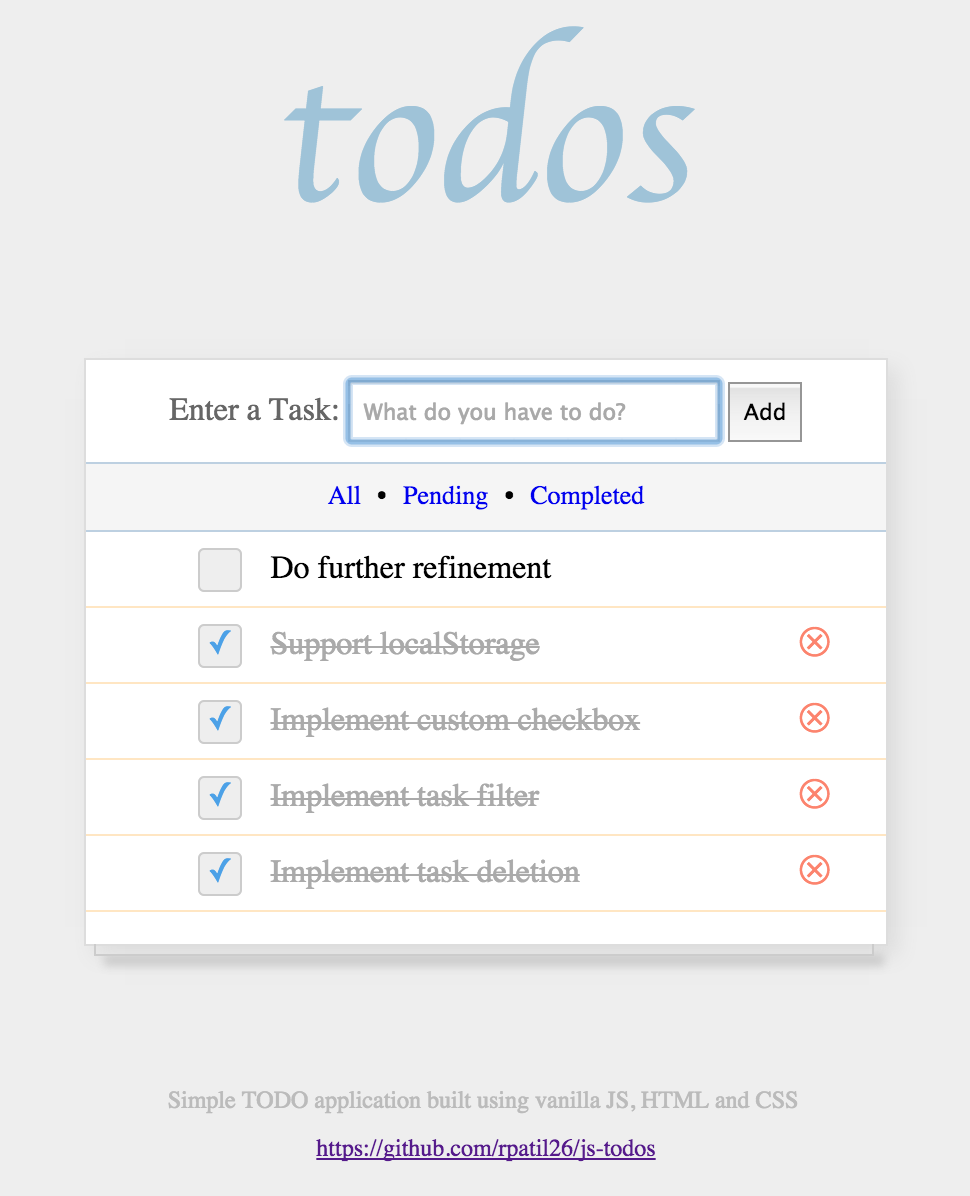 todos
Enter a Task: What do you have to do? Add
All • Pending • Completed
Do further refinement
Support localStorage
Implement custom checkbox
Implement task filter
Implement task deletion
Simple TODO application built using vanilla JS, HTML and CSS
https://github.com/rpatil26/js-todos